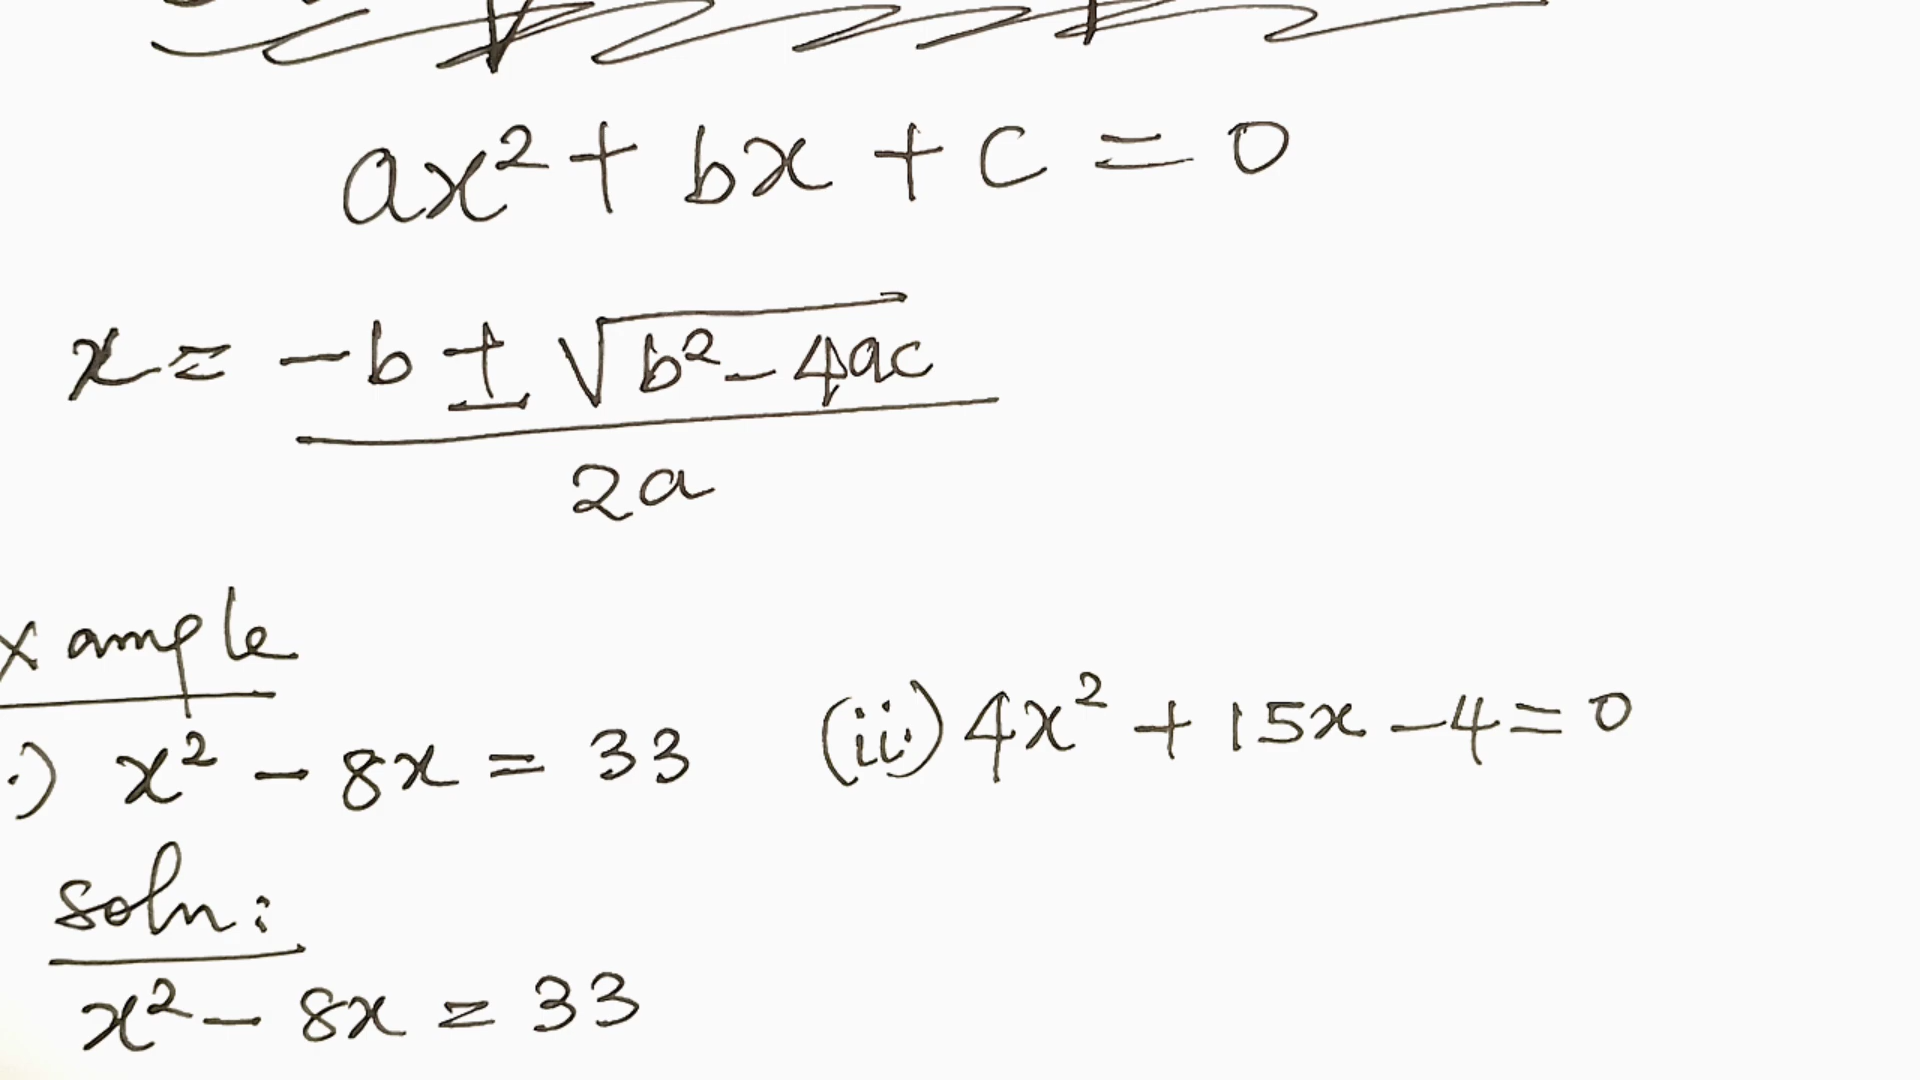 ax² + bx + c = 0
x = -b ± √b² - 4ac
2a
xample
.) x² - 8x = 33 (ii) 4x² + 15x - 4 = 0
soln:
x² - 8x = 33